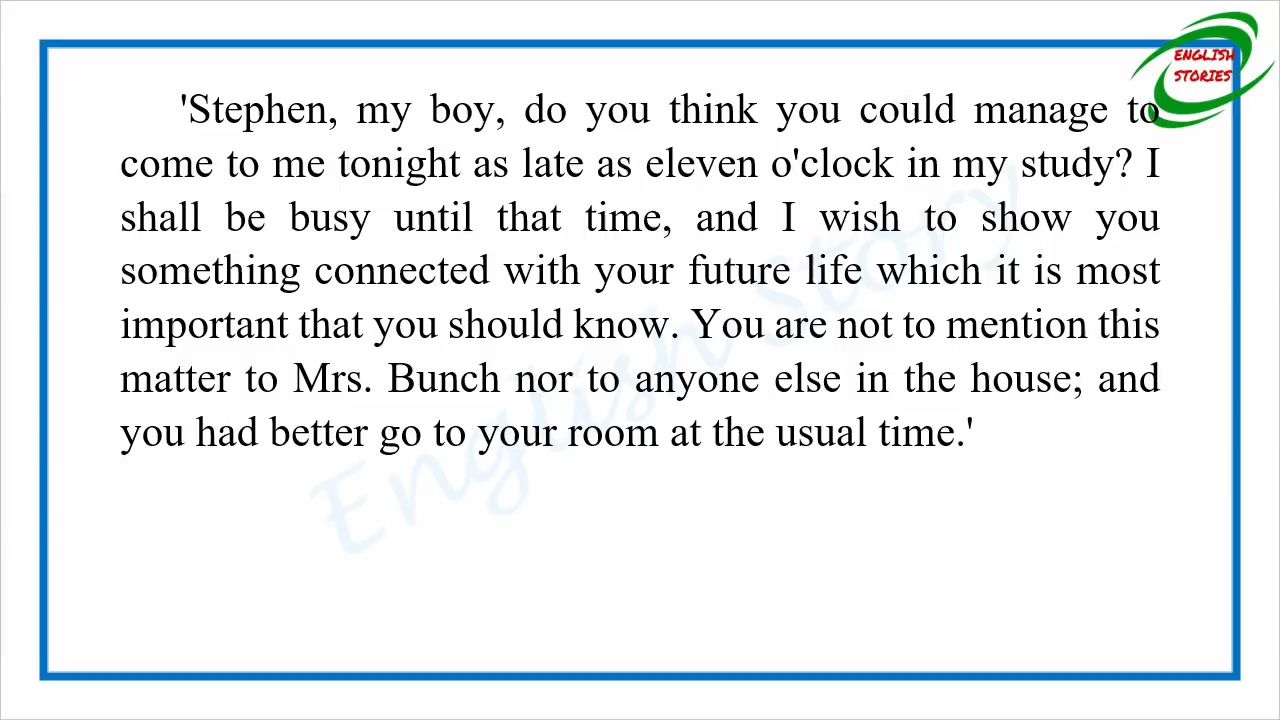 ENGLISH
STORIES
'Stephen, my boy, do you think you could manage to
come to me tonight as late as eleven o'clock in my study? I
shall be busy until that time, and I wish to show you
something connected with your future life which it is most
important that you should know. You are not to mention this
matter to Mrs. Bunch nor to anyone else in the house; and
you had better go to your room at the usual time.'
English Story